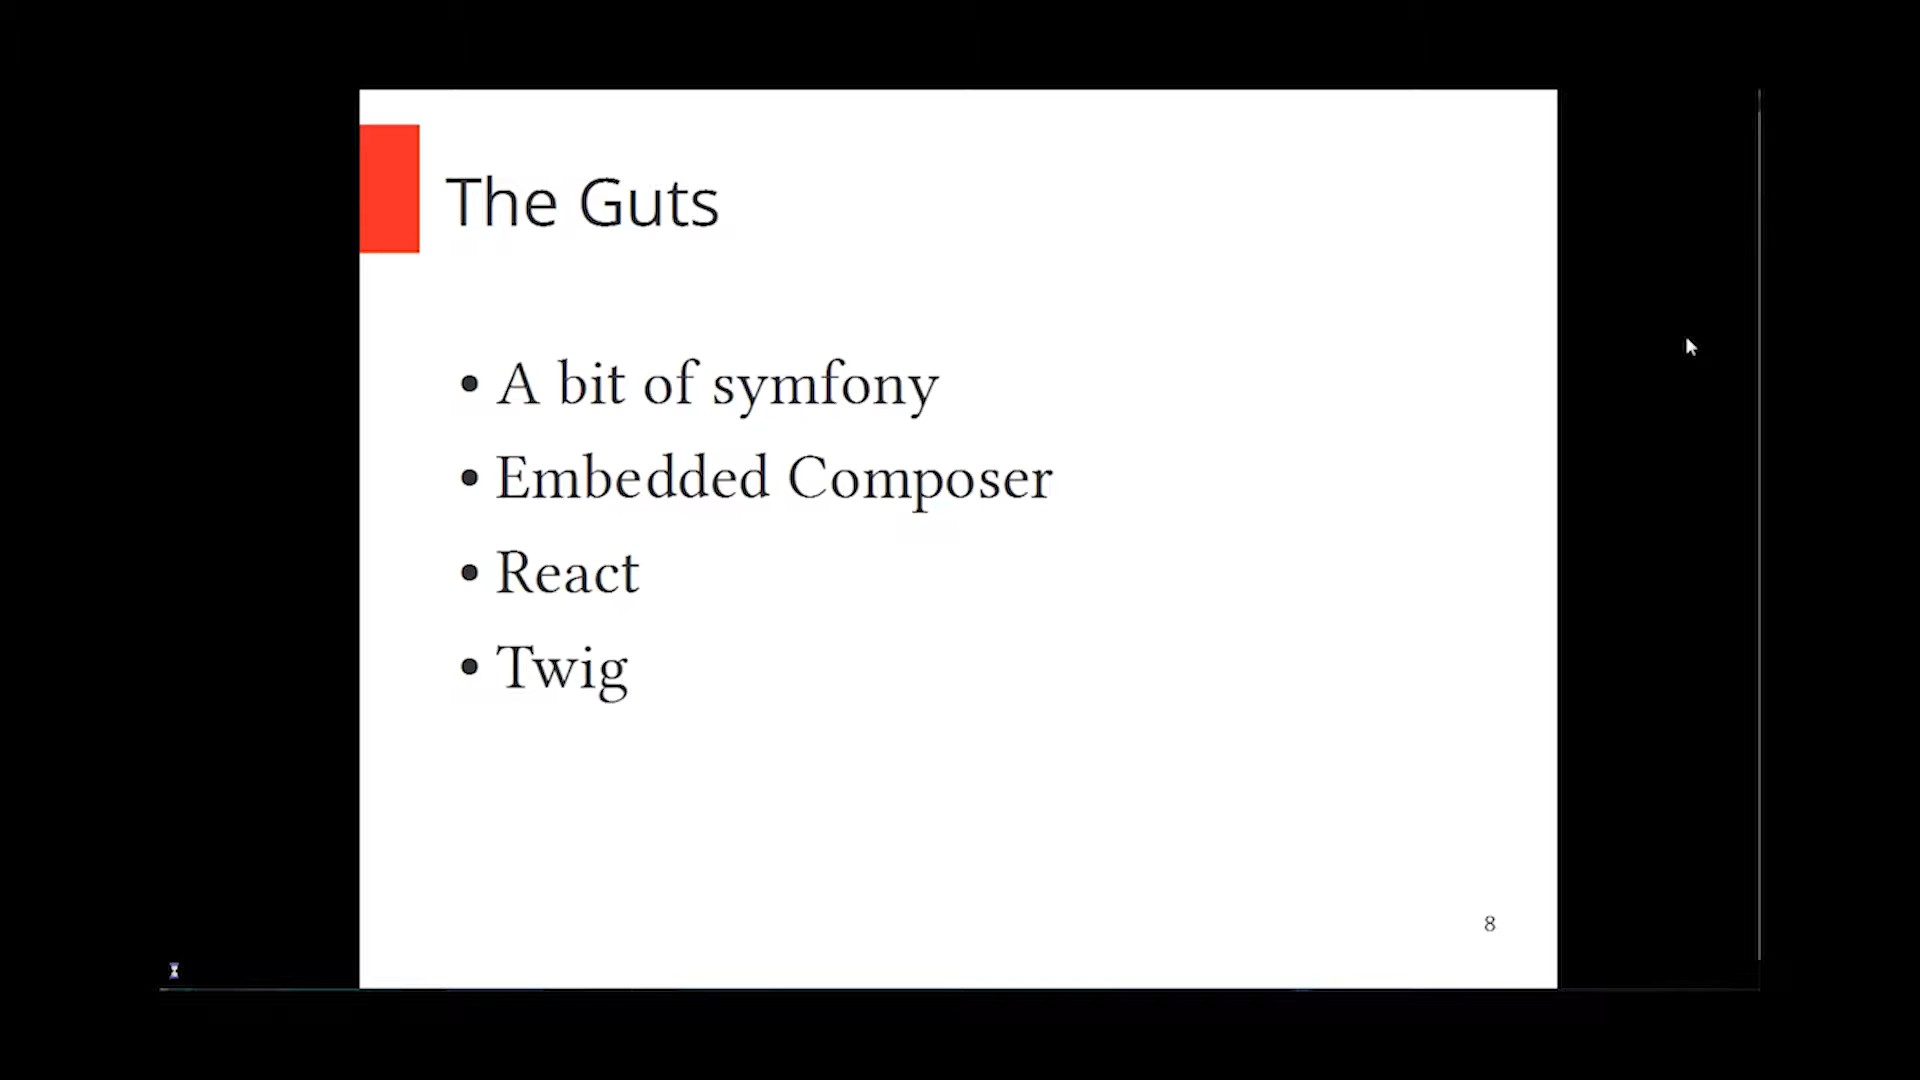 The Guts
• A bit of symfony
• Embedded Composer
• React
• Twig
8